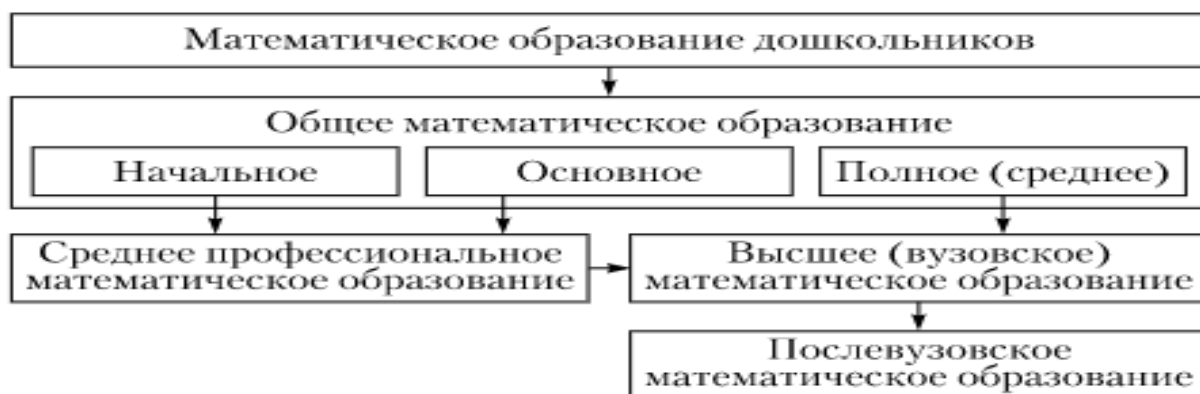 Математическое образование дошкольников
Общее математическое образование
Начальное
Основное
Полное (среднее)
Среднее профессиональное
математическое образование
Высшее (вузовское)
математическое образование
Послевузовское
математическое образование